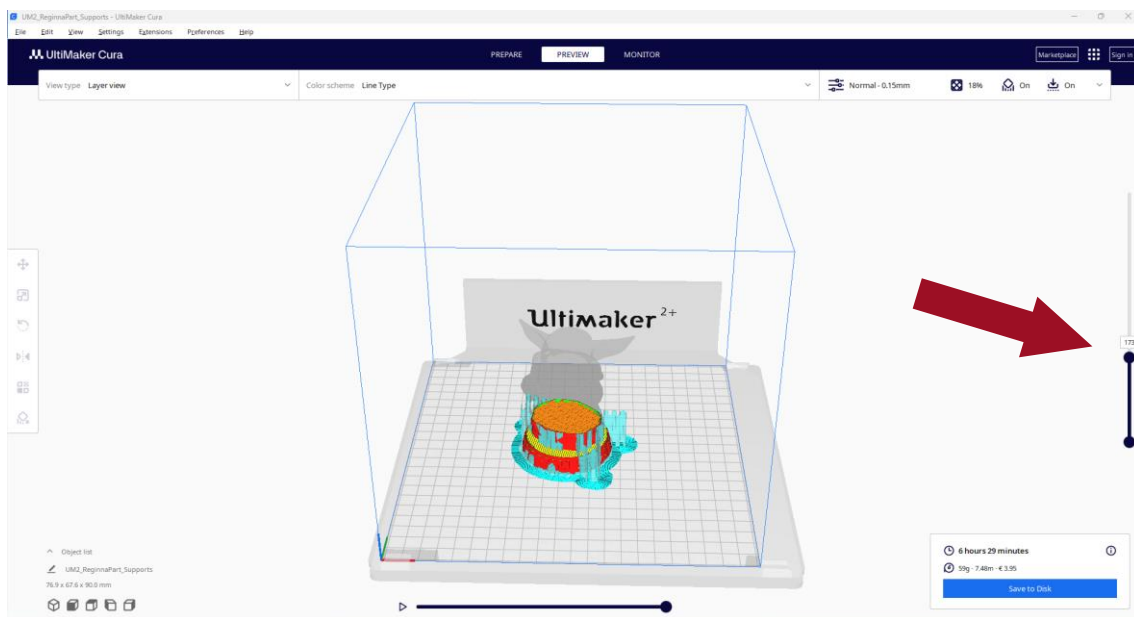 UM2_ReginnaPart_Supports - UltiMaker Cura
File Edit View Settings Extensions Preferences Help
UltiMaker Cura
PREPARE PREVIEW MONITOR
Marketplace
Sign in
View type Layer view
Color scheme Line Type
Normal - 0.15mm
18%
On
On
Ultimaker 2+
173
Object list
UM2_ReginnaPart_Supports
76.9 x 67.6 x 90.0 mm
6 hours 29 minutes
59g · 7.48m · € 3.95
Save to Disk